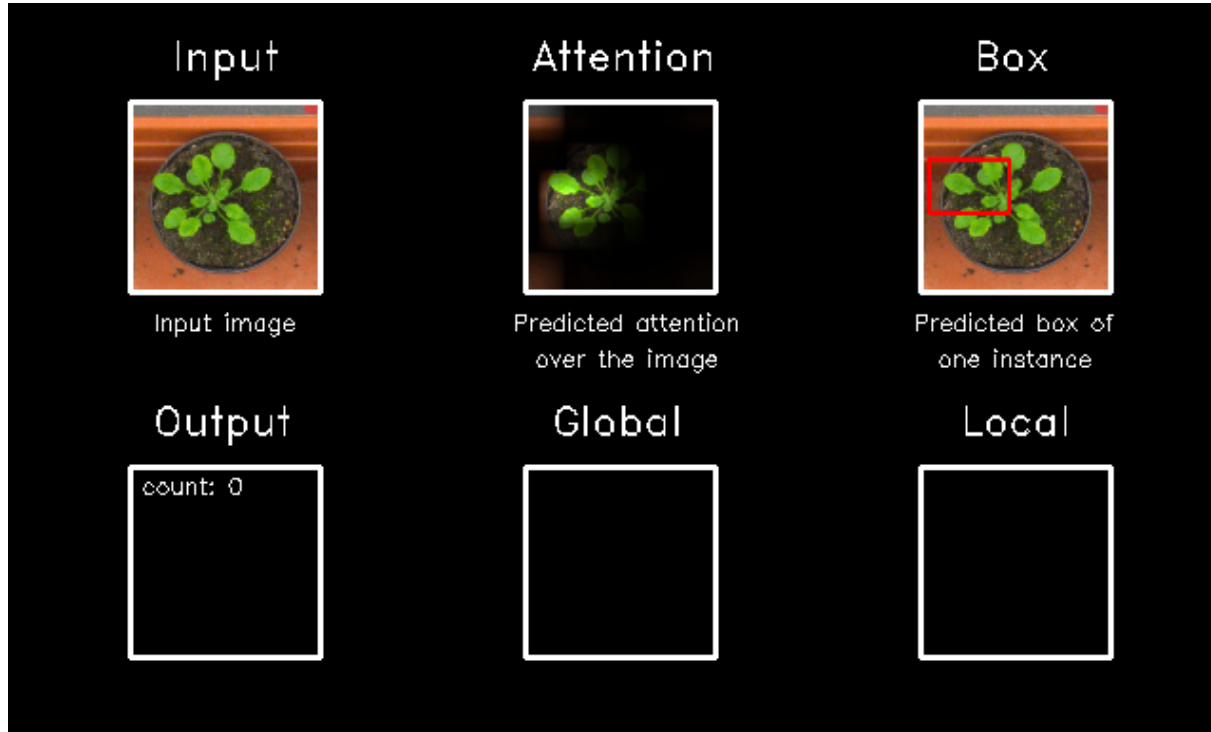 Input
Attention
Box
Input image
Predicted attention
over the image
Predicted box of
one instance
Output
Global
Local
count: 0